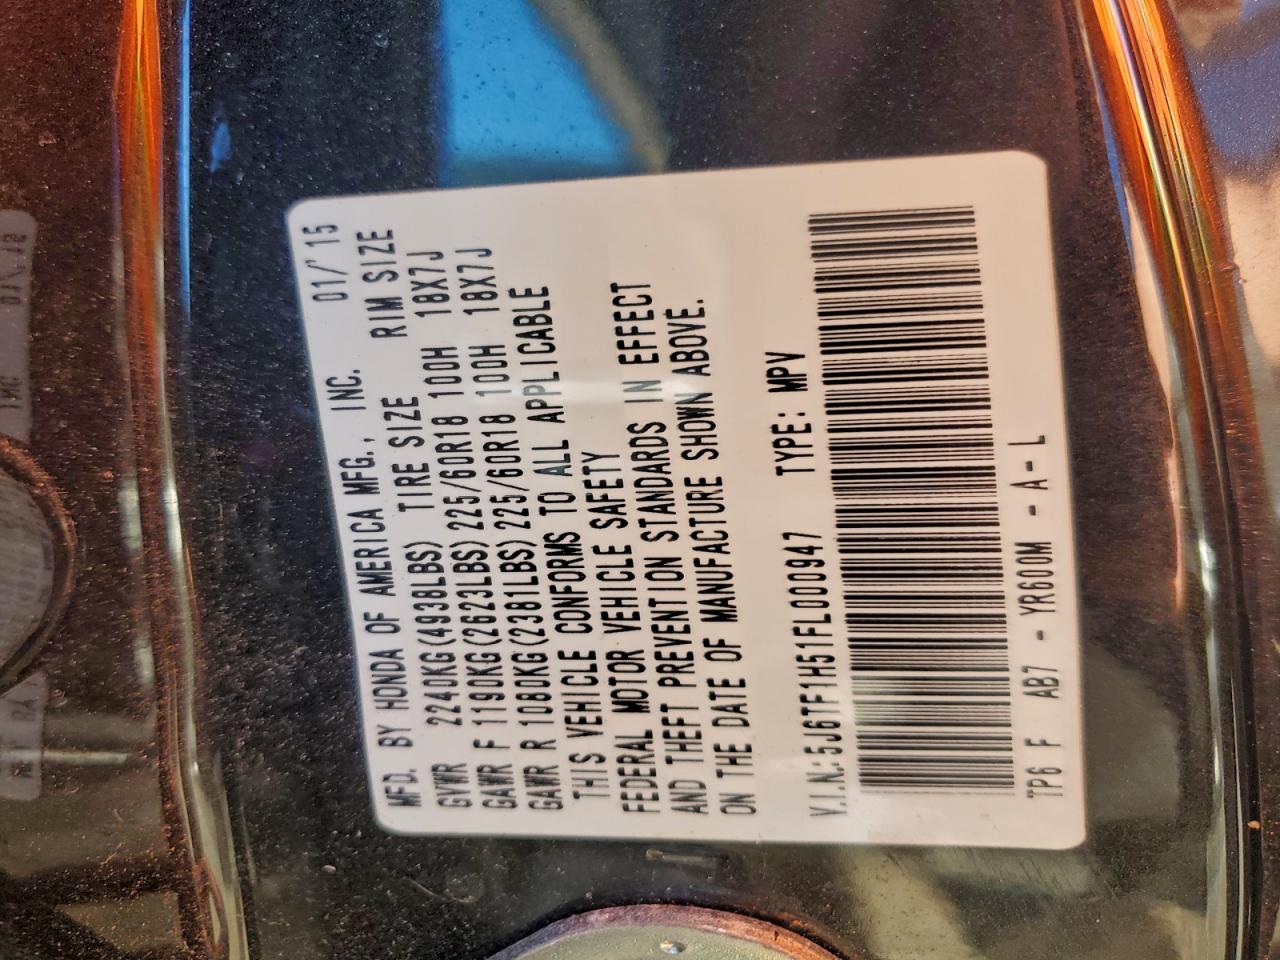 MFD. BY HONDA OF AMERICA MFG., INC. 01/'15
GVWR 2240KG(4938LBS) TIRE SIZE RIM SIZE
GAWR F 1190KG(2623LBS) 225/60R18 100H 18X7J
GAWR R 1080KG(2381LBS) 225/60R18 100H 18X7J
THIS VEHICLE CONFORMS TO ALL APPLICABLE
FEDERAL MOTOR VEHICLE SAFETY
AND THEFT PREVENTION STANDARDS IN EFFECT
ON THE DATE OF MANUFACTURE SHOWN ABOVE.
V.I.N.:5J6TF1H51FL000947 TYPE: MPV
TP6 F AB7 - YR600M - A - L